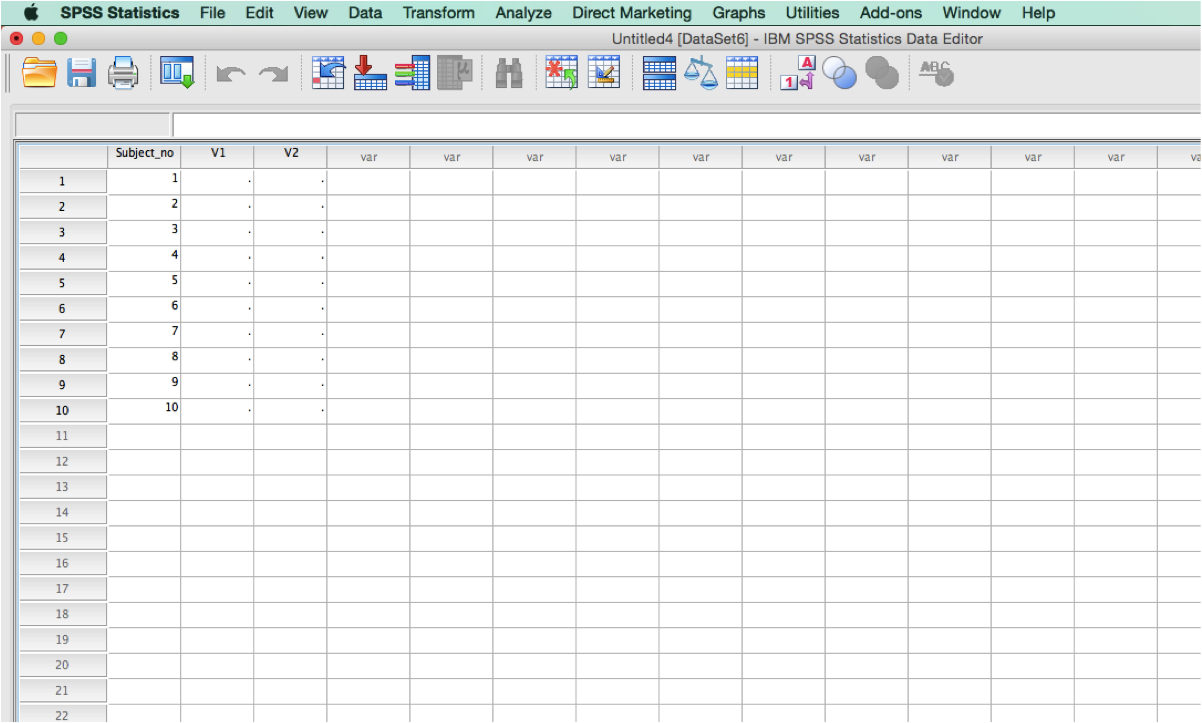 SPSS Statistics File Edit View Data Transform Analyze Direct Marketing Graphs Utilities Add-ons Window Help
Untitled4 [DataSet6] - IBM SPSS Statistics Data Editor
A
1
ABC
Subject_no V1 V2 var var var var var var var var var var va
1 1 . .
2 2 . .
3 3 . .
4 4 . .
5 5 . .
6 6 . .
7 7 . .
8 8 . .
9 9 . .
10 10 . .
11
12
13
14
15
16
17
18
19
20
21
22